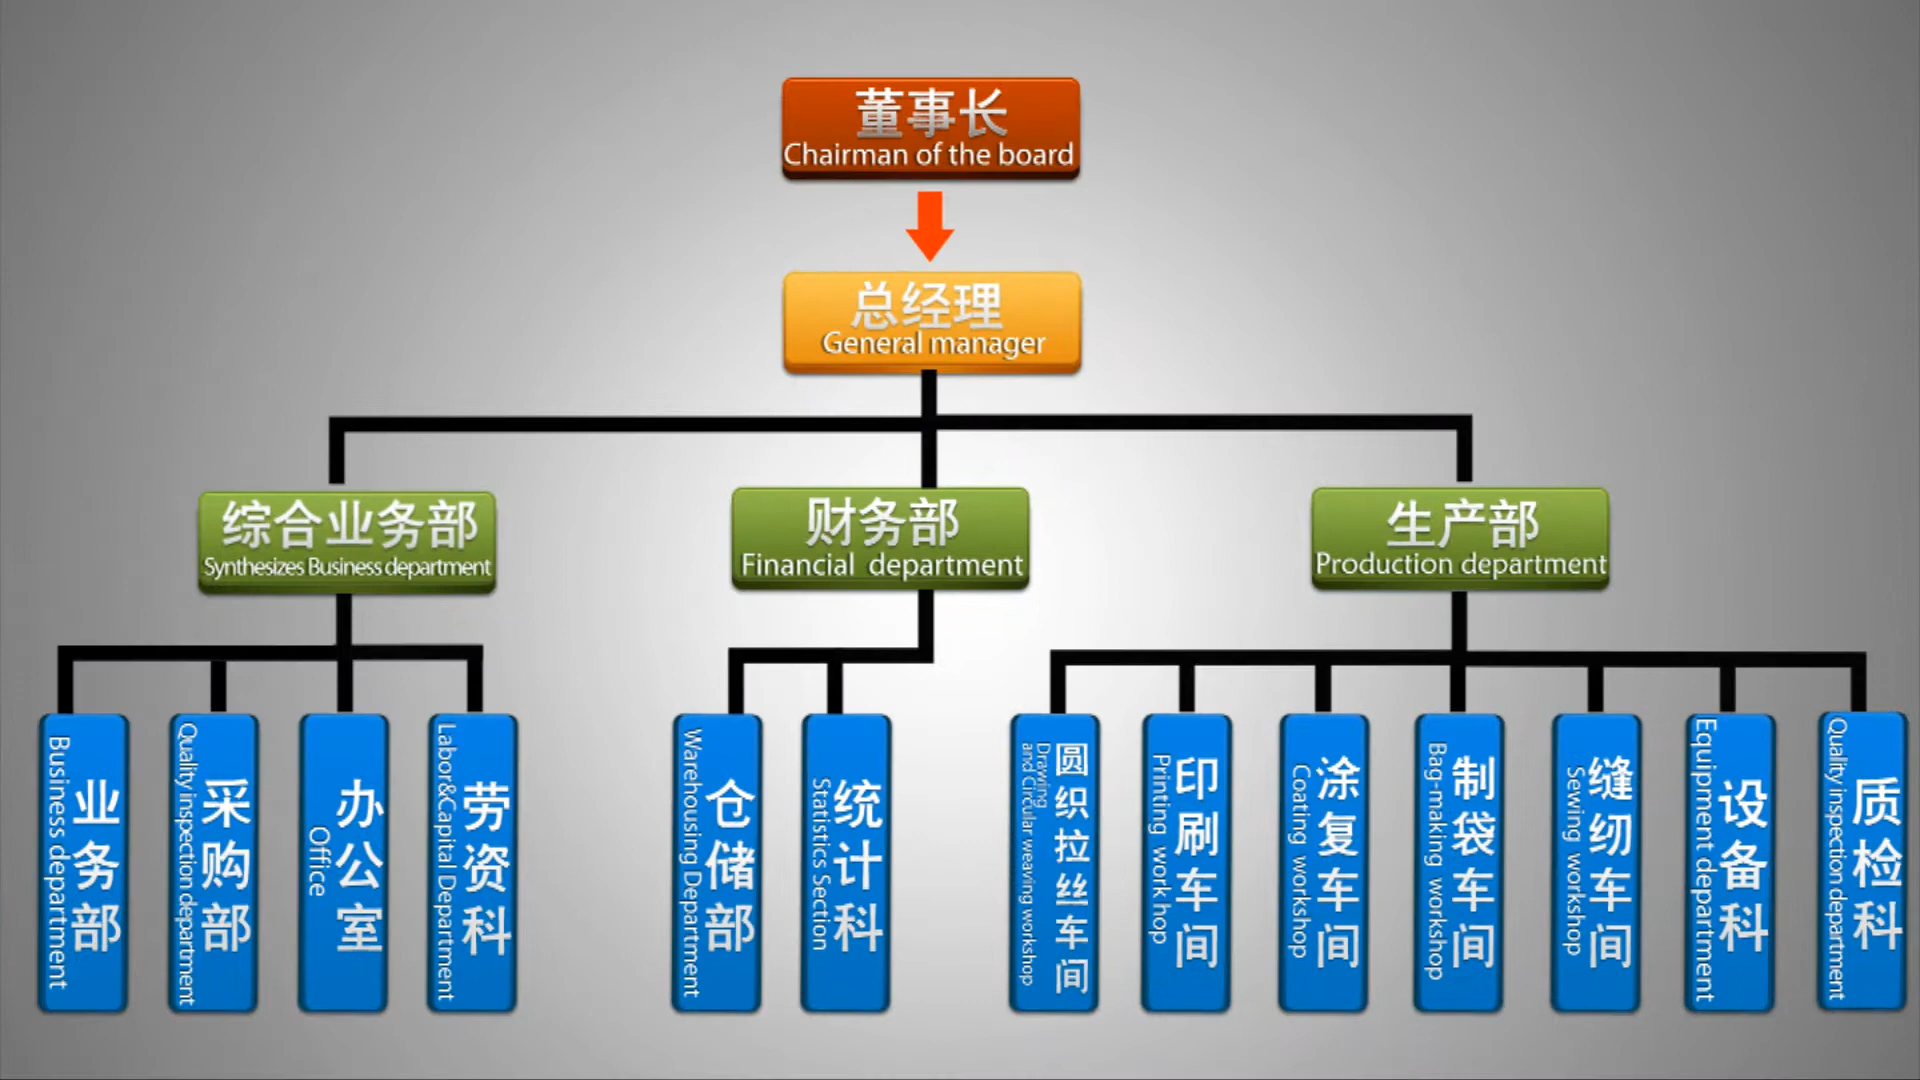 董事长
Chairman of the board
总经理
General manager
综合业务部
Synthesizes Business department
财务部
Financial department
生产部
Production department
业务部
Business department
采购部
Quality inspection department
办公室
Office
劳资科
Labor&Capital Department
仓储部
Warehousing Department
统计科
Statistics Section
圆织拉丝车间
Drawing
and Circular weaving workshop
印刷车间
Printing work hop
涂复车间
Coating workshop
制袋车间
Bag-making workshop
缝纫车间
Sewing workshop
设备科
Equipment department
质检科
Quality inspection department